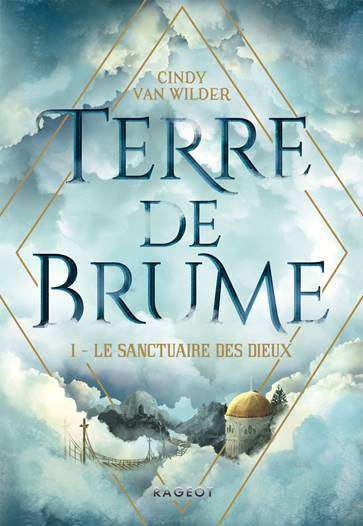 CINDY
VAN WILDER
TERRE
DE
BRUME
I - LE SANCTUAIRE DES DIEUX
RAGEOT